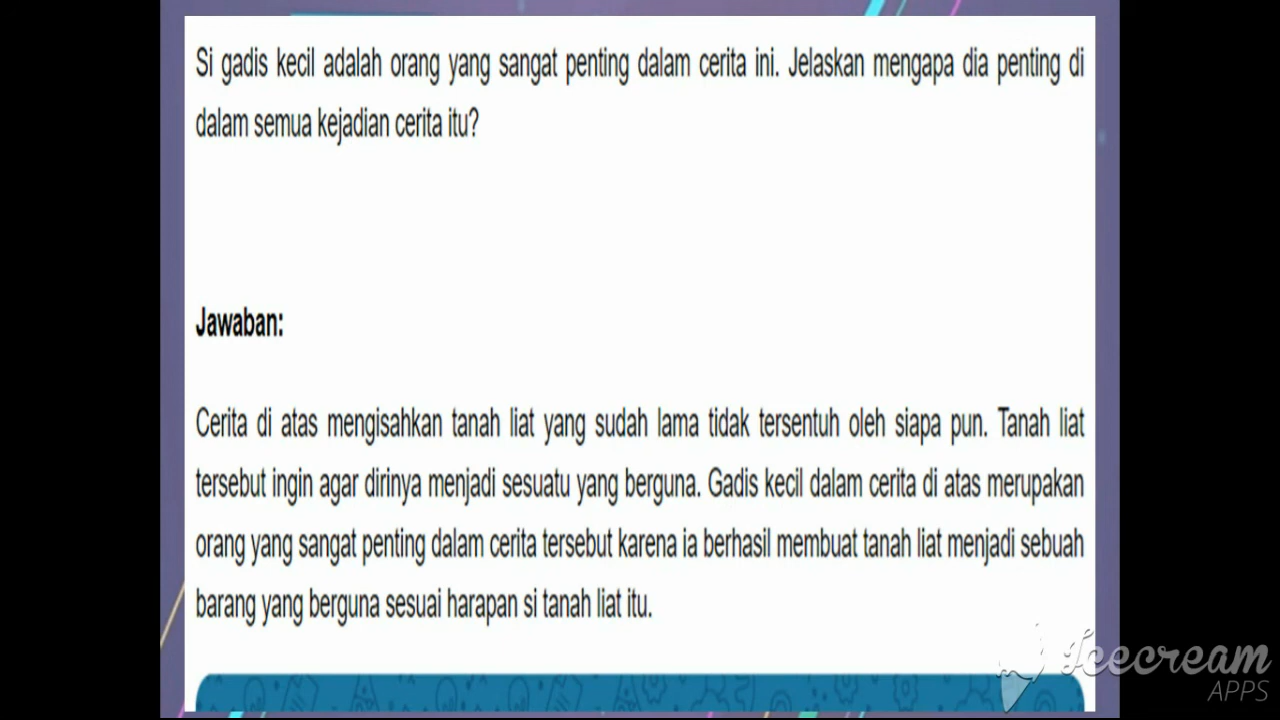 Si gadis kecil adalah orang yang sangat penting dalam cerita ini. Jelaskan mengapa dia penting di
dalam semua kejadian cerita itu?
Jawaban:
Cerita di atas mengisahkan tanah liat yang sudah lama tidak tersentuh oleh siapa pun. Tanah liat
tersebut ingin agar dirinya menjadi sesuatu yang berguna. Gadis kecil dalam cerita di atas merupakan
orang yang sangat penting dalam cerita tersebut karena ia berhasil membuat tanah liat menjadi sebuah
barang yang berguna sesuai harapan si tanah liat itu.
Icecream
APPS